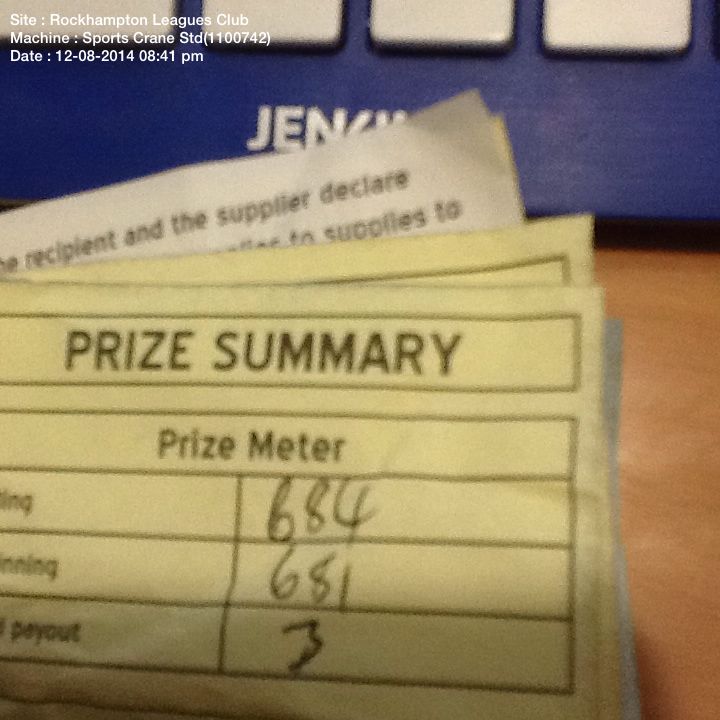 Site : Rockhampton Leagues Club
Machine : Sports Crane Std(1100742)
Date : 12-08-2014 08:41 pm
recipient and the supplier declare
to supplies to
PRIZE SUMMARY
Prize Meter
684
681
payout 3